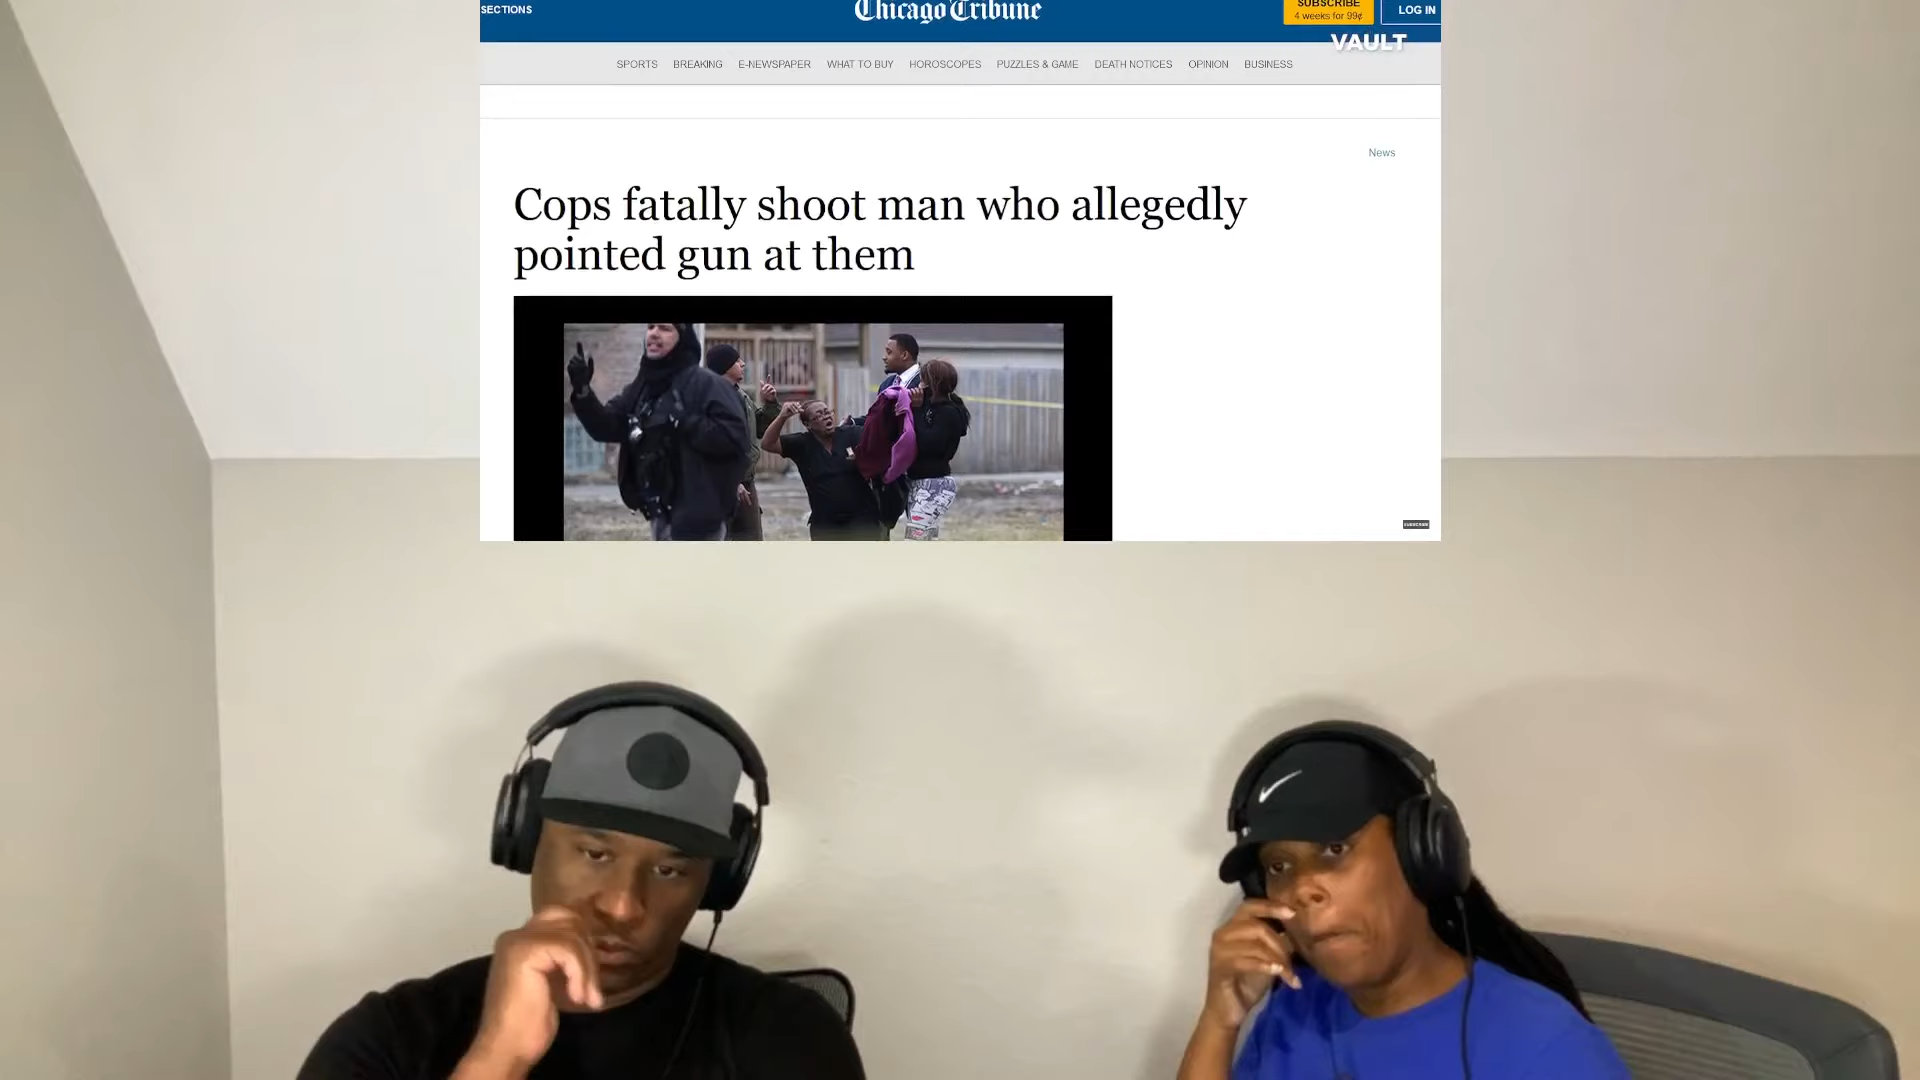 SECTIONS
Chicago Tribune
SUBSCRIBE
4 weeks for 99¢
LOG IN
VAULT
SPORTS BREAKING E-NEWSPAPER WHAT TO BUY HOROSCOPES PUZZLES & GAME DEATH NOTICES OPINION BUSINESS
News
Cops fatally shoot man who allegedly
pointed gun at them
SUBSCRIBE